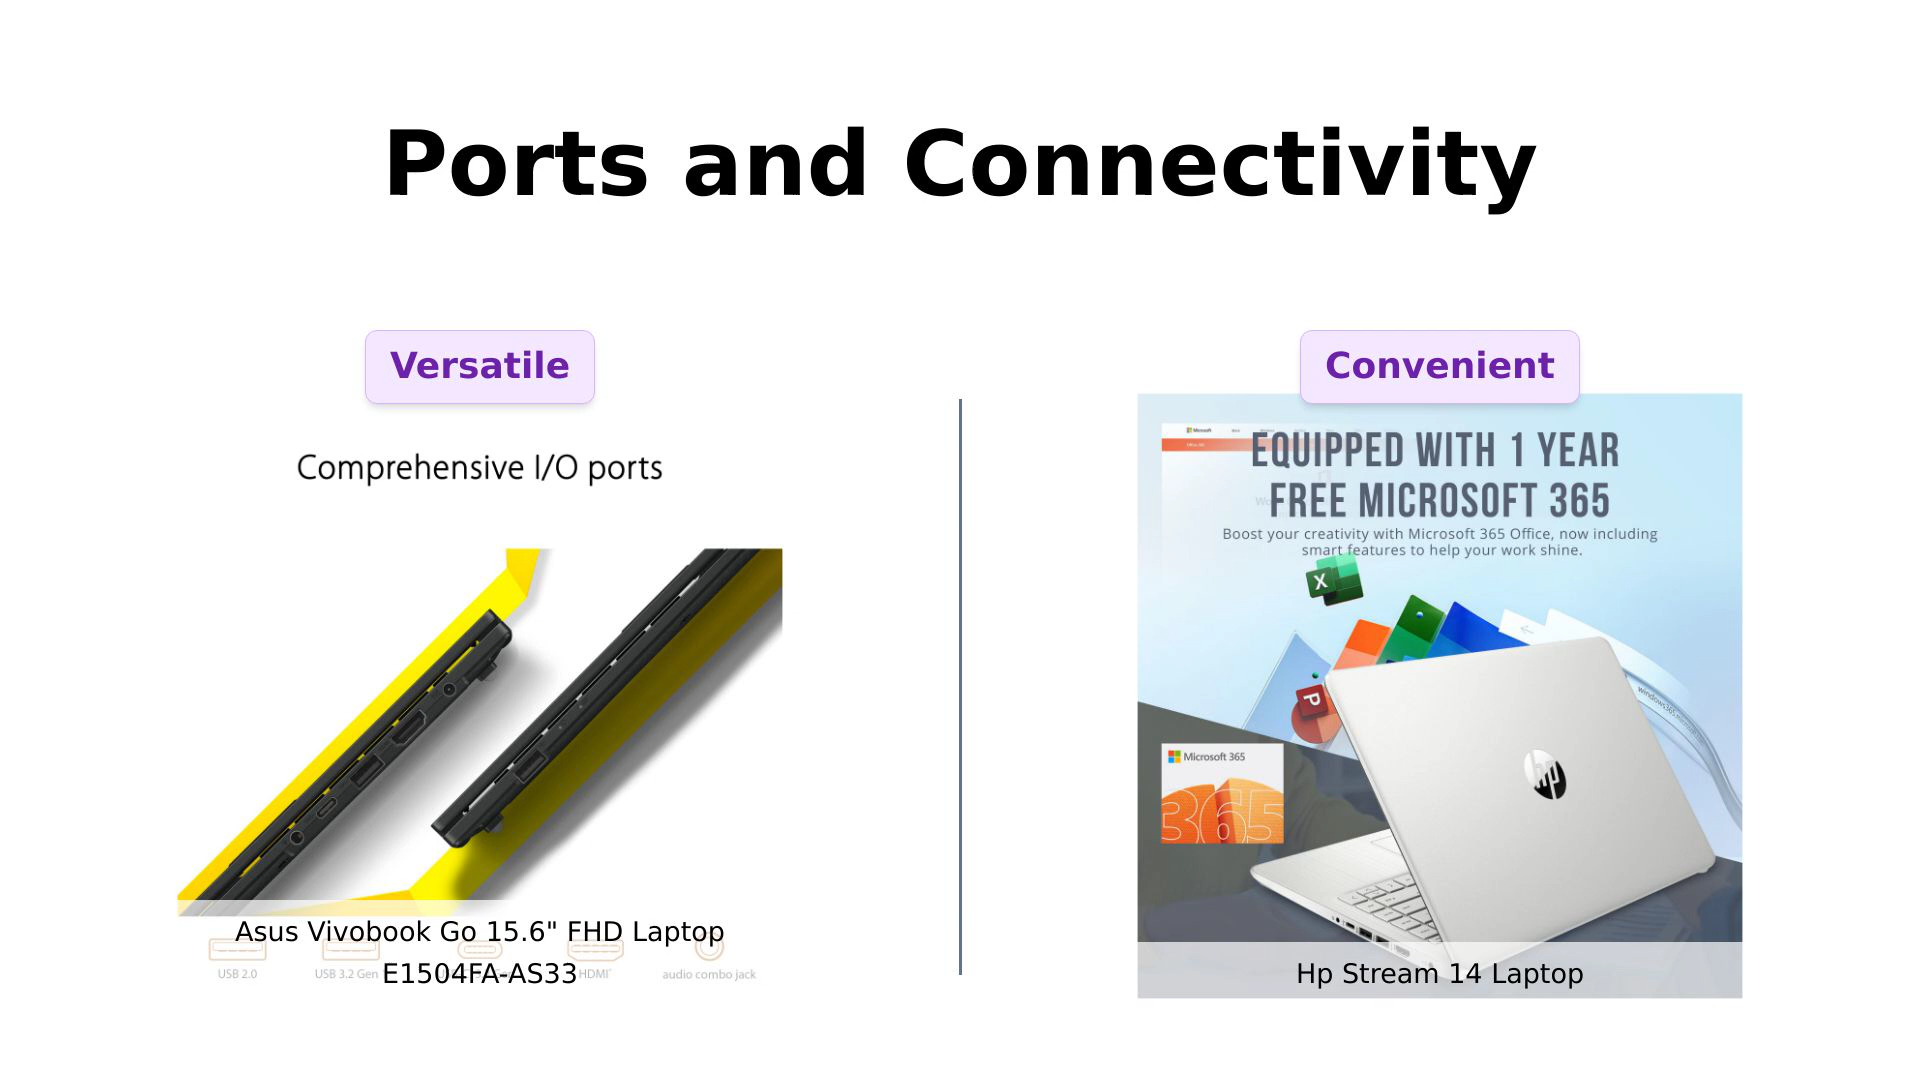 Ports and Connectivity
Versatile
Convenient
Comprehensive I/O ports
Asus Vivobook Go 15.6" FHD Laptop
E1504FA-AS33
USB 2.0
USB 3.2 Gen
HDMI
audio combo jack
Microsoft
EQUIPPED WITH 1 YEAR
FREE MICROSOFT 365
Boost your creativity with Microsoft 365 Office, now including
smart features to help your work shine.
X
P
Microsoft 365
365
hp
Hp Stream 14 Laptop